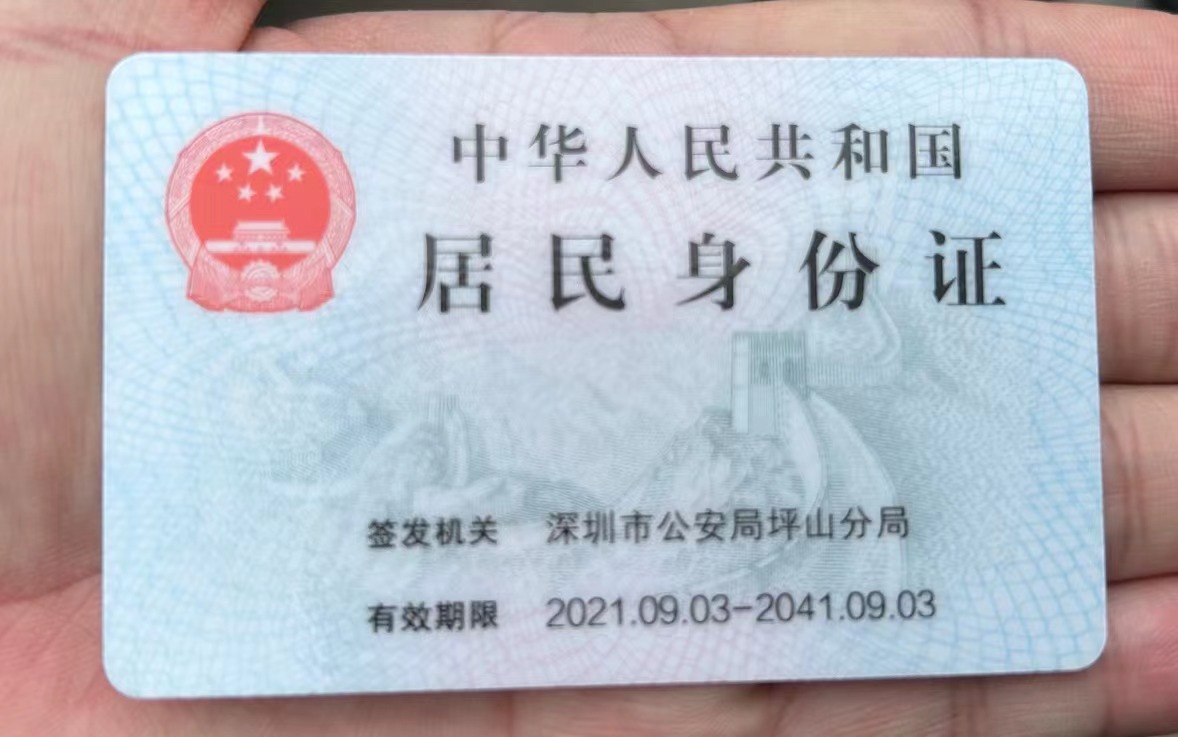 中华人民共和国
居民身份证
签发机关 深圳市公安局坪山分局
有效期限 2021.09.03-2041.09.03